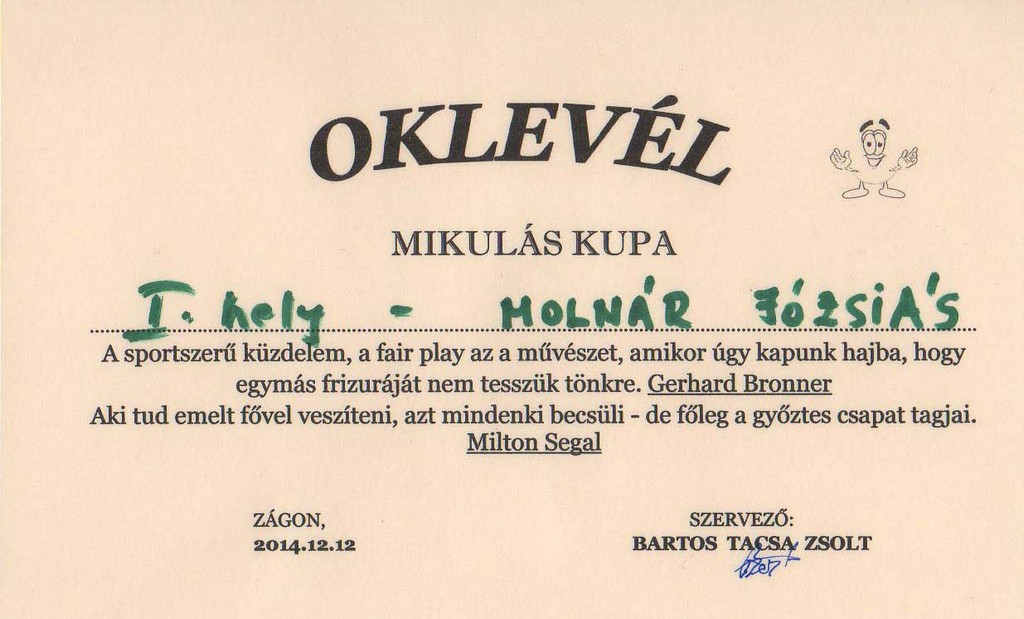 OKLEVÉL
MIKULÁS KUPA
I. hely - MOLNÁR JÓZSIÁS
A sportszerű küzdelem, a fair play az a művészet, amikor úgy kapunk hajba, hogy
egymás frizuráját nem tesszük tönkre. Gerhard Bronner
Aki tud emelt fővel veszíteni, azt mindenki becsüli - de főleg a győztes csapat tagjai.
Milton Segal
ZÁGON,
2014.12.12
SZERVEZŐ:
BARTOS TACSA ZSOLT